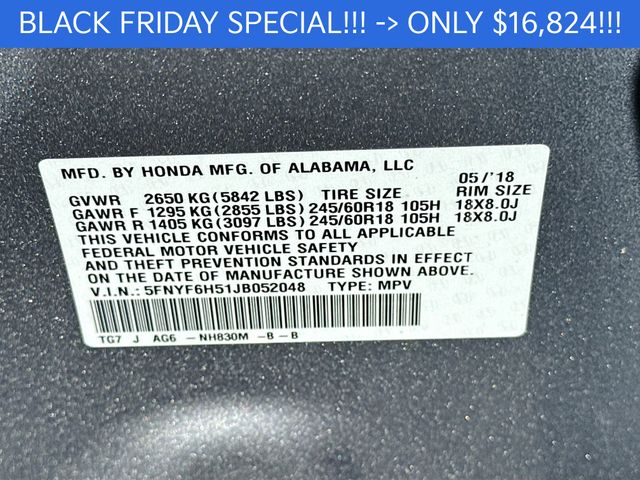 BLACK FRIDAY SPECIAL!!! -> ONLY $16,824!!!
MFD. BY HONDA MFG. OF ALABAMA, LLC 05/'18
GVWR 2650 KG(5842 LBS) TIRE SIZE RIM SIZE
GAWR F 1295 KG(2855 LBS)245/60R18 105H 18X8.0J
GAWR R 1405 KG(3097 LBS)245/60R18 105H 18X8.0J
THIS VEHICLE CONFORMS TO ALL APPLICABLE
FEDERAL MOTOR VEHICLE SAFETY
AND THEFT PREVENTION STANDARDS IN EFFECT
ON THE DATE OF MANUFACTURE SHOWN ABOVE.
V.I.N.: 5FNYF6H51JB052048 TYPE: MPV
TG7 J AG6 -NH830M -B-B